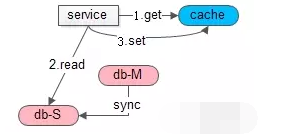 service
1.get
cache
3.set
2.read
db-M
sync
db-S